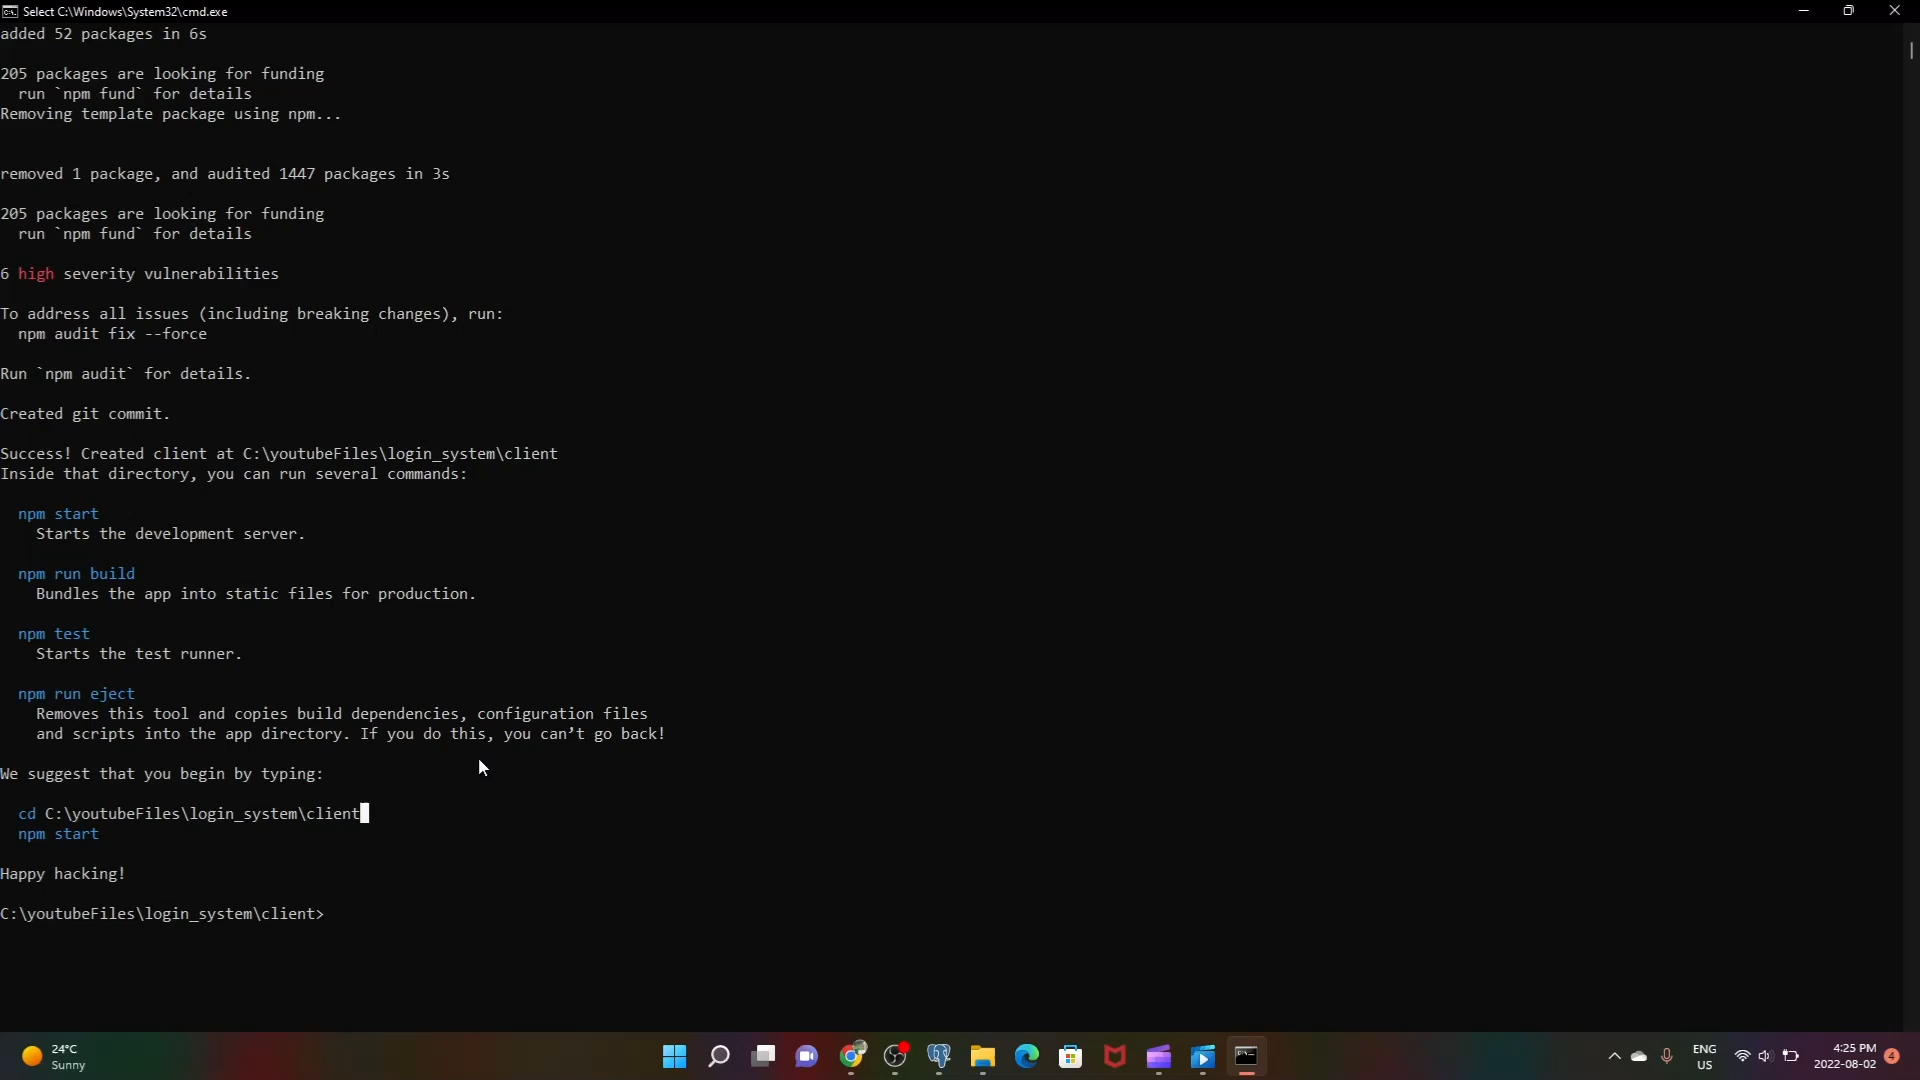 Select C:\Windows\System32\cmd.exe
added 52 packages in 6s
205 packages are looking for funding
run `npm fund` for details
Removing template package using npm...
removed 1 package, and audited 1447 packages in 3s
205 packages are looking for funding
run `npm fund` for details
6 high severity vulnerabilities
To address all issues (including breaking changes), run:
npm audit fix --force
Run `npm audit` for details.
Created git commit.
Success! Created client at C:\youtubeFiles\login_system\client
Inside that directory, you can run several commands:
npm start
Starts the development server.
npm run build
Bundles the app into static files for production.
npm test
Starts the test runner.
npm run eject
Removes this tool and copies build dependencies, configuration files
and scripts into the app directory. If you do this, you can’t go back!
We suggest that you begin by typing:
cd C:\youtubeFiles\login_system\client
npm start
Happy hacking!
C:\youtubeFiles\login_system\client>
24°C
Sunny
ENG
US
4:25 PM
2022-08-02
4